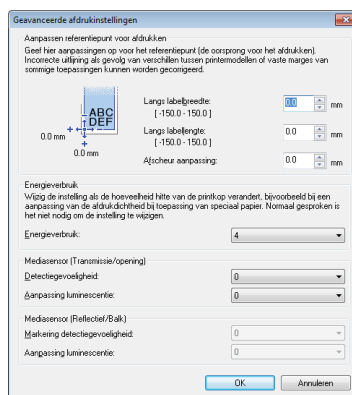 Geavanceerde afdrukinstellingen
Aanpassen referentiepunt voor afdrukken
Geef hier aanpassingen op voor het referentiepunt (de oorsprong voor het afdrukken).
Incorrecte uitlijning als gevolg van verschillen tussen printermodellen of vaste marges van
sommige toepassingen kunnen worden gecorrigeerd.
ABC
DEF
0.0 mm
0.0 mm
Langs labelbreedte:
[ -150.0 - 150.0 ]
0.0 mm
Langs labellengte:
[ -150.0 - 150.0 ]
0.0 mm
Afscheur aanpassing:
0.0 mm
Energieverbruik
Wijzig de instelling als de hoeveelheid hitte van de printkop verandert, bijvoorbeeld bij een
aanpassing van de afdrukdichtheid bij toepassing van speciaal papier. Normaal gesproken is
het niet nodig om de instelling te wijzigen.
Energieverbruik: 4
Mediasensor (Transmissie/opening)
Detectiegevoeligheid: 0
Aanpassing luminescentie: 0
Mediasensor (Reflectief/Balk)
Markering detectiegevoeligheid: 0
Aanpassing luminescentie: 0
OK Annuleren